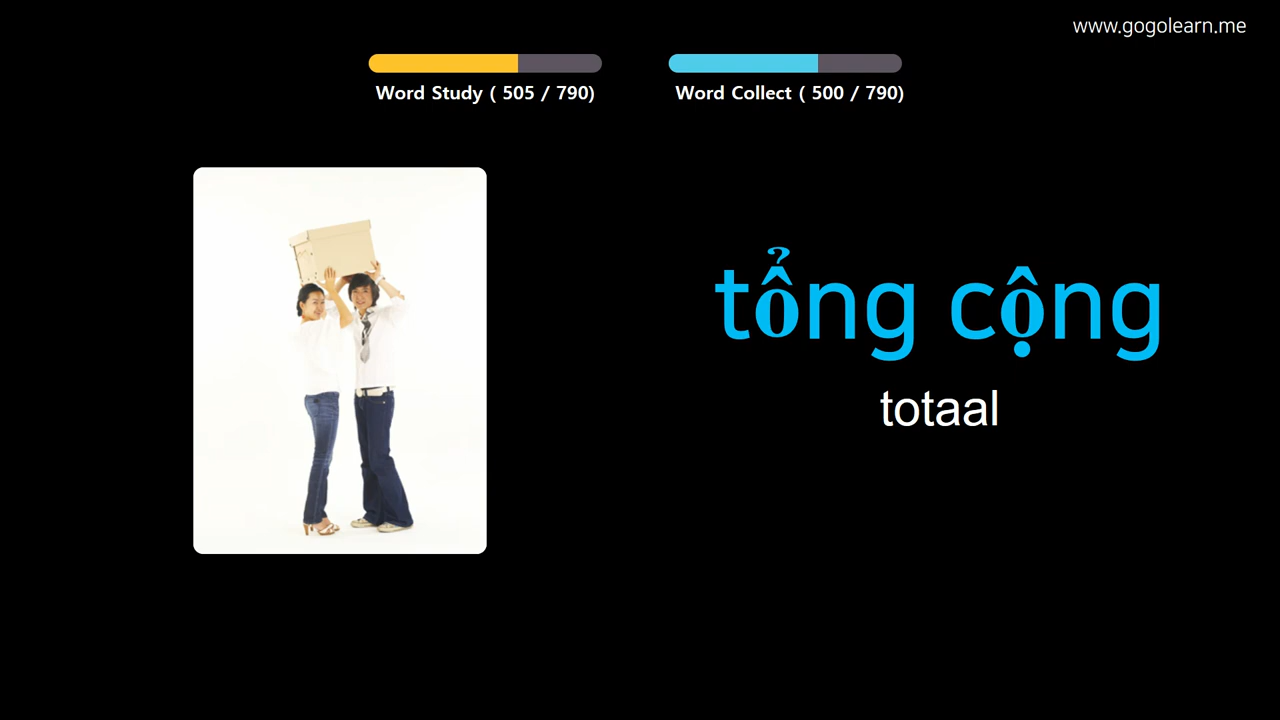 www.gogolearn.me
Word Study ( 505 / 790)
Word Collect ( 500 / 790)
tổng cộng
totaal